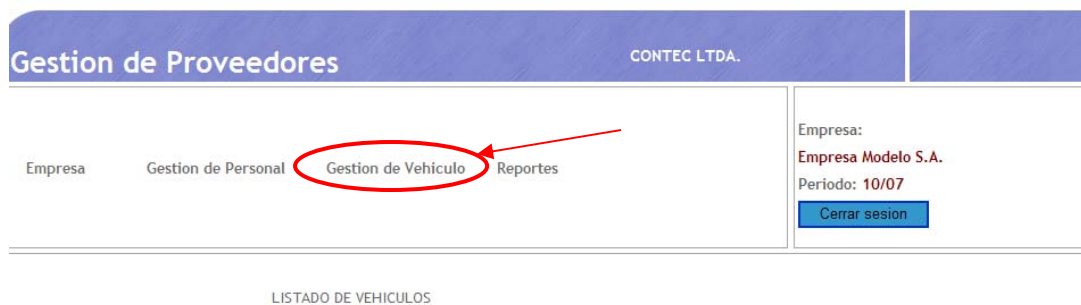 Gestion de Proveedores
CONTEC LTDA.
Empresa
Gestion de Personal
Gestion de Vehiculo
Reportes
Empresa:
Empresa Modelo S.A.
Periodo: 10/07
Cerrar sesion
LISTADO DE VEHICULOS